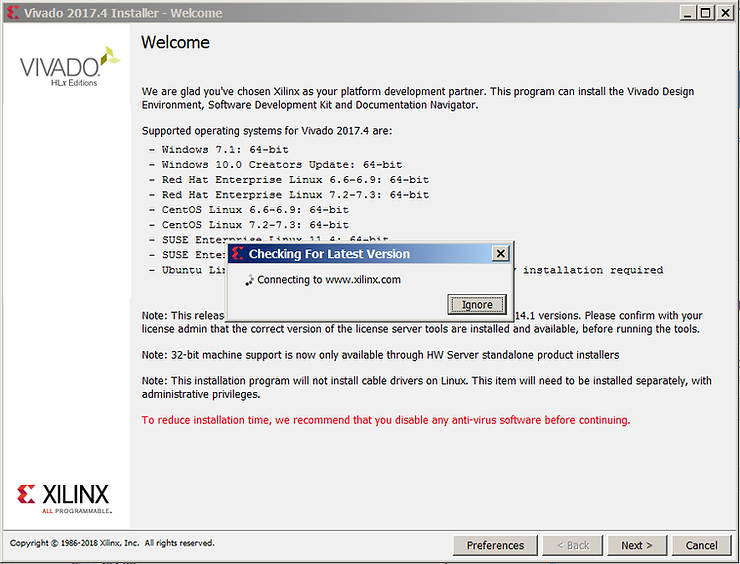 Vivado 2017.4 Installer - Welcome
VIVADO
HLx Editions
Welcome
We are glad you've chosen Xilinx as your platform development partner. This program can install the Vivado Design
Environment, Software Development Kit and Documentation Navigator.
Supported operating systems for Vivado 2017.4 are:
- Windows 7.1: 64-bit
- Windows 10.0 Creators Update: 64-bit
- Red Hat Enterprise Linux 6.6-6.9: 64-bit
- Red Hat Enterprise Linux 7.2-7.3: 64-bit
- CentOS Linux 6.6-6.9: 64-bit
- CentOS Linux 7.2-7.3: 64-bit
- SUSE Enterprise Linux 11.4: 64-bit
- SUSE Ente
- Ubuntu Li installation required
Checking For Latest Version
Connecting to www.xilinx.com
Ignore
Note: This releas 14.1 versions. Please confirm with your
license admin that the correct version of the license server tools are installed and available, before running the tools.
Note: 32-bit machine support is now only available through HW Server standalone product installers
Note: This installation program will not install cable drivers on Linux. This item will need to be installed separately, with
administrative privileges.
To reduce installation time, we recommend that you disable any anti-virus software before continuing.
XILINX
ALL PROGRAMMABLE.
Copyright © 1986-2018 Xilinx, Inc. All rights reserved.
Preferences
< Back
Next >
Cancel